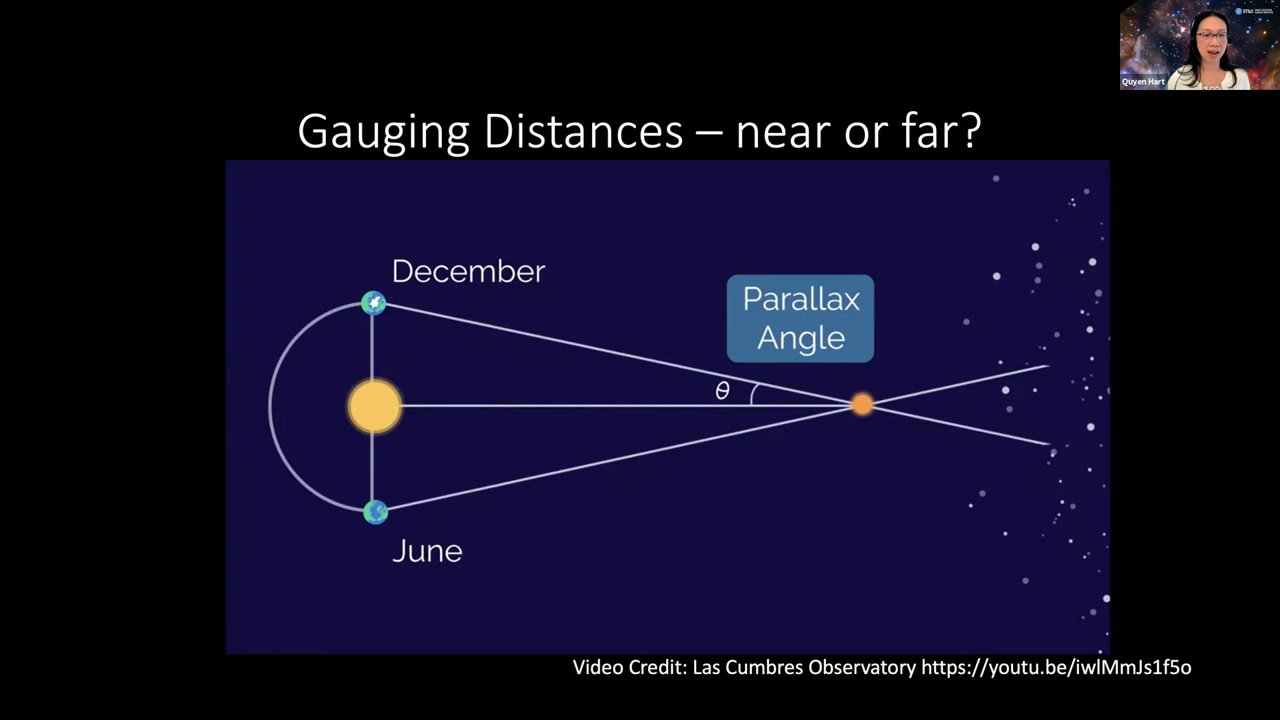 Quyen Hart
Gauging Distances – near or far?
December
Parallax
Angle
θ
June
Video Credit: Las Cumbres Observatory https://youtu.be/iwlMmJs1f5o